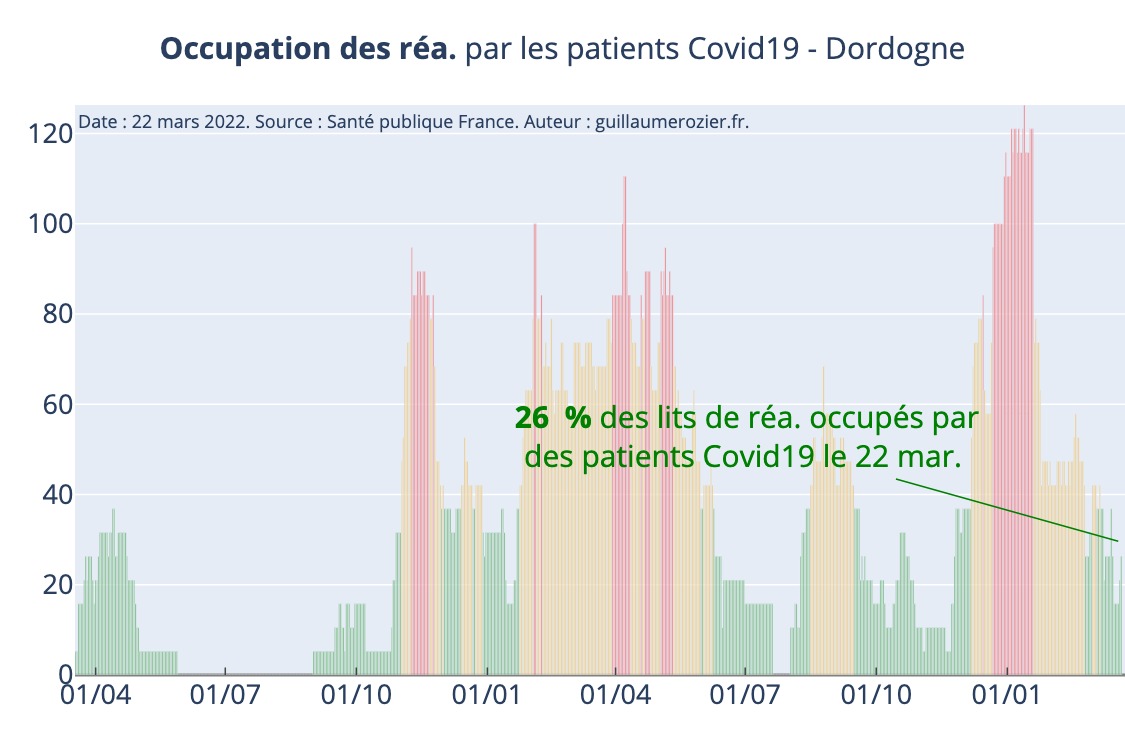 Occupation des réa. par les patients Covid19 - Dordogne
Date : 22 mars 2022. Source : Santé publique France. Auteur : guillaumerozier.fr.
120
100
80
60
40
20
0
26 % des lits de réa. occupés par
des patients Covid19 le 22 mar.
01/04 01/07 01/10 01/01 01/04 01/07 01/10 01/01